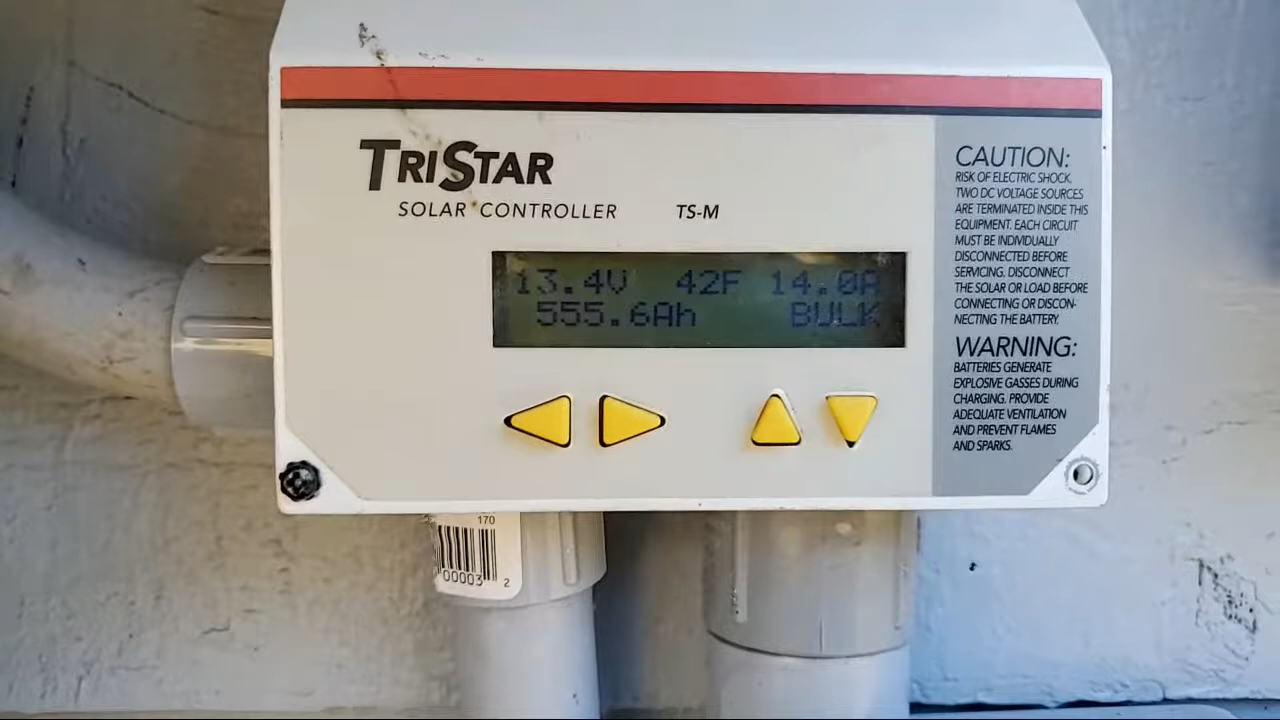 TRISTAR
SOLAR CONTROLLER TS-M
13.4V 42F 14.0A
555.6Ah BULK
CAUTION:
RISK OF ELECTRIC SHOCK.
TWO DC VOLTAGE SOURCES
ARE TERMINATED INSIDE THIS
EQUIPMENT. EACH CIRCUIT
MUST BE INDIVIDUALLY
DISCONNECTED BEFORE
SERVICING. DISCONNECT
THE SOLAR OR LOAD BEFORE
CONNECTING OR DISCON-
NECTING THE BATTERY.
WARNING:
BATTERIES GENERATE
EXPLOSIVE GASSES DURING
CHARGING. PROVIDE
ADEQUATE VENTILATION
AND PREVENT FLAMES
AND SPARKS.
170
00003 2